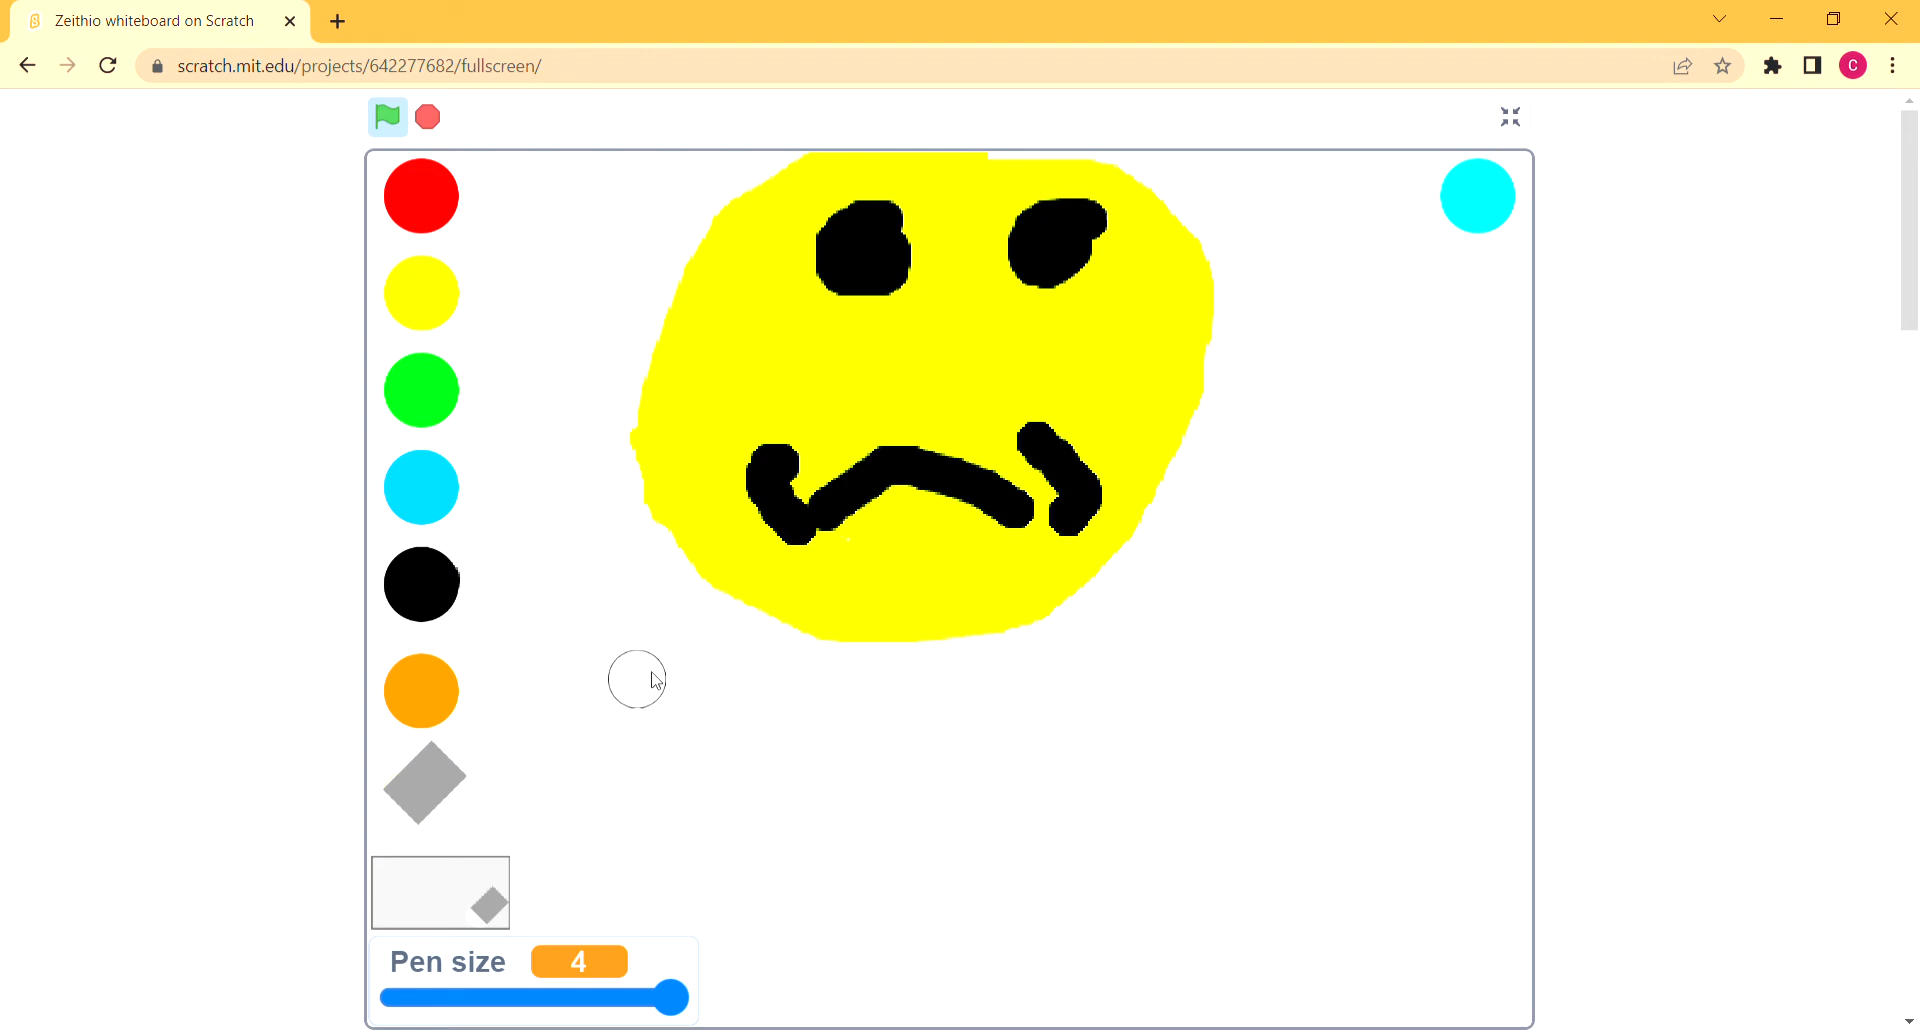 Zeithio whiteboard on Scratch
scratch.mit.edu/projects/642277682/fullscreen/
C
Pen size 4